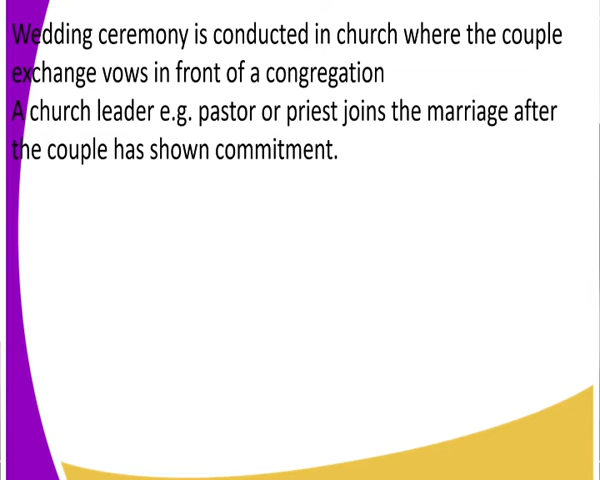 Wedding ceremony is conducted in church where the couple
exchange vows in front of a congregation
A church leader e.g. pastor or priest joins the marriage after
the couple has shown commitment.